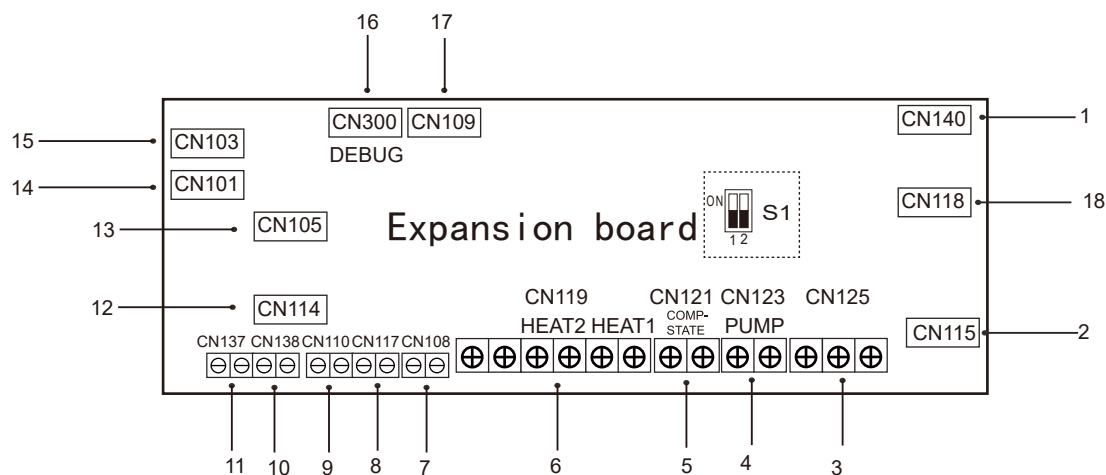 16 17
15 CN103 CN300 CN109 CN140 1
DEBUG
14 CN101
13 CN105 Expansion board ON 1 2 S1 CN118 18
12 CN114 CN119 CN121 CN123 CN125
HEAT2 HEAT1 COMP-STATE PUMP CN115 2
CN137 CN138 CN110 CN117 CN108
11 10 9 8 7 6 5 4 3